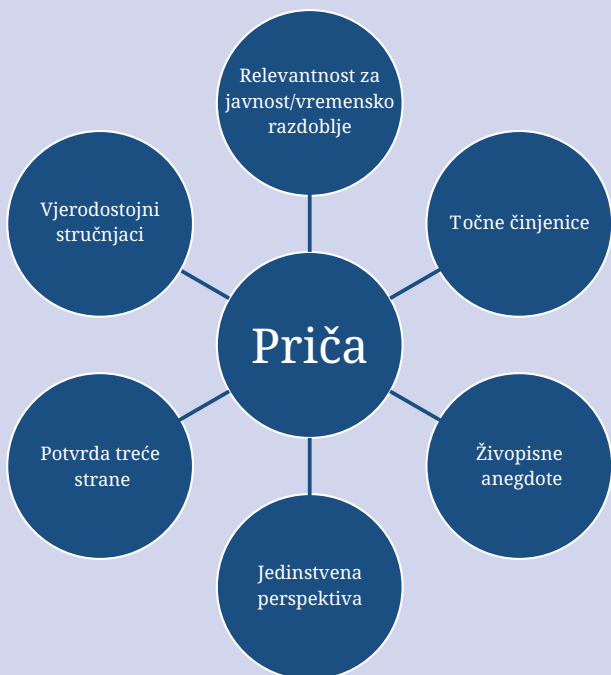 Relevantnost za
javnost/vremensko
razdoblje
Vjerodostojni
stručnjaci
Točne činjenice
Priča
Potvrda treće
strane
Živopisne
anegdote
Jedinstvena
perspektiva